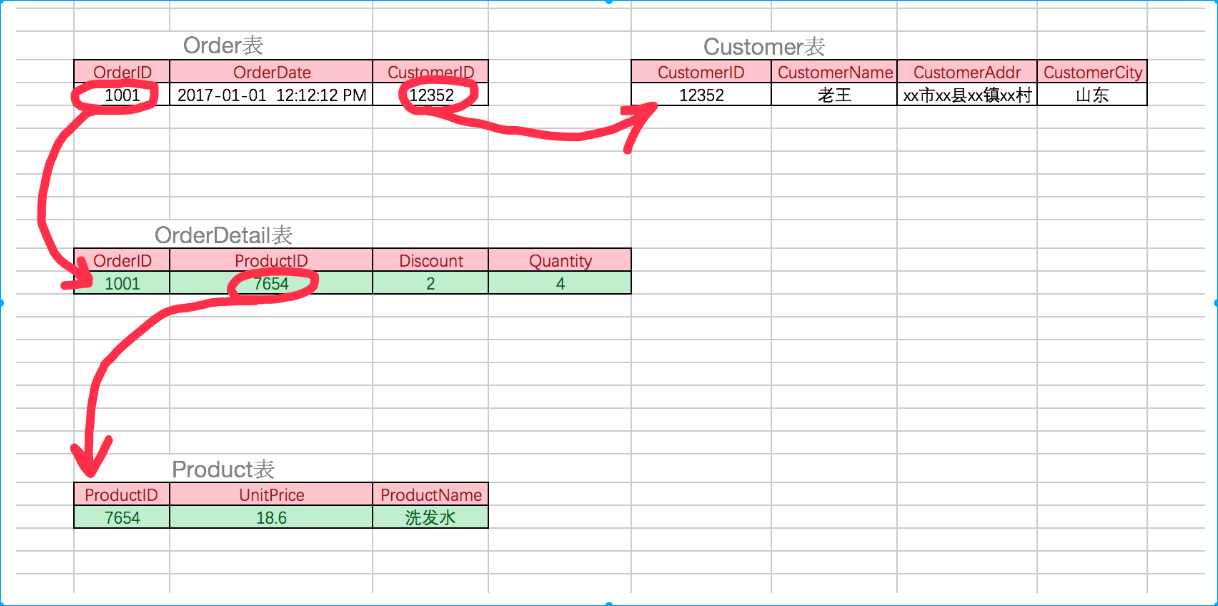 Order表 Customer表
OrderID OrderDate CustomerID CustomerID CustomerName CustomerAddr CustomerCity
1001 2017-01-01 12:12:12 PM 12352 12352 老王 xx市xx县xx镇xx村 山东
OrderDetail表
OrderID ProductID Discount Quantity
1001 7654 2 4
Product表
ProductID UnitPrice ProductName
7654 18.6 洗发水